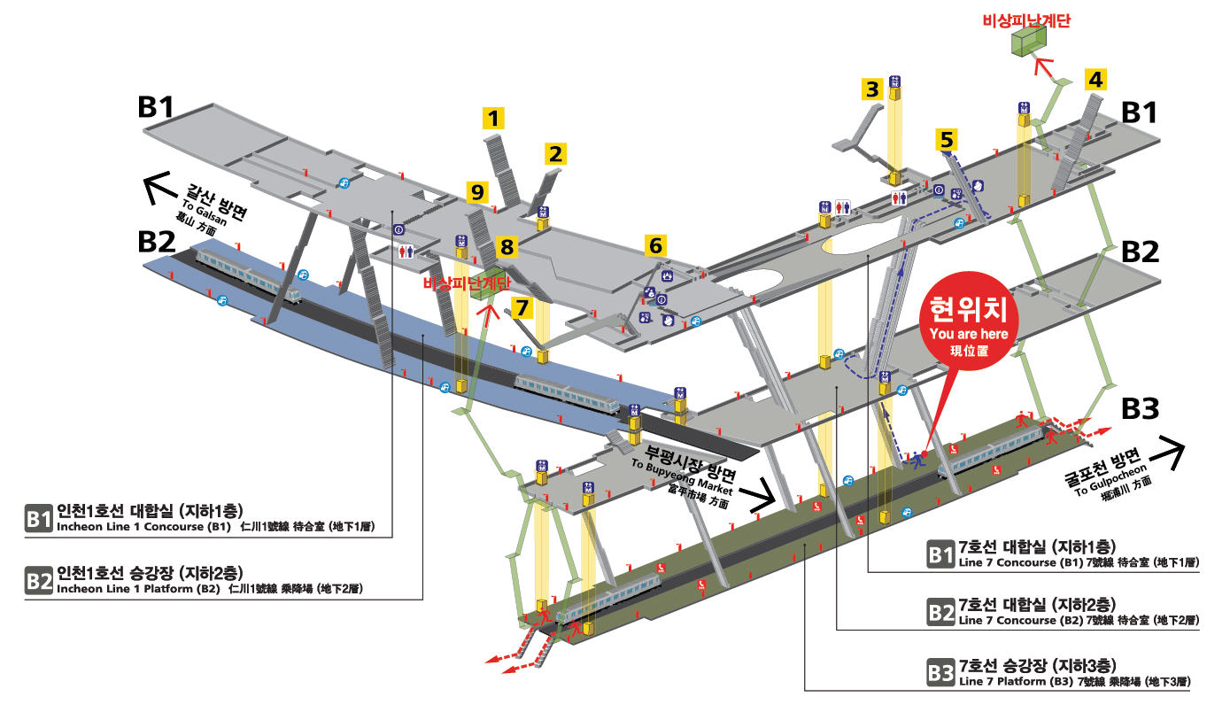 비상피난계단
B1
1
2
3
4
B1
5
갈산 방면
To Galsan
葛山 方面
9
B2
8
6
B2
비상피난계단
7
현위치
You are here
現位置
B3
부평시장 방면
To Bupyeong Market
富平市場 方面
굴포천 방면
To Gulpocheon
堀浦川 方面
B1 인천1호선 대합실 (지하1층)
Incheon Line 1 Concourse (B1) 仁川1號線 待合室 (地下1層)
B2 인천1호선 승강장 (지하2층)
Incheon Line 1 Platform (B2) 仁川1號線 乘降場 (地下2層)
B1 7호선 대합실 (지하1층)
Line 7 Concourse (B1) 7號線 待合室 (地下1層)
B2 7호선 대합실 (지하2층)
Line 7 Concourse (B2) 7號線 待合室 (地下2層)
B3 7호선 승강장 (지하3층)
Line 7 Platform (B3) 7號線 乘降場 (地下3層)